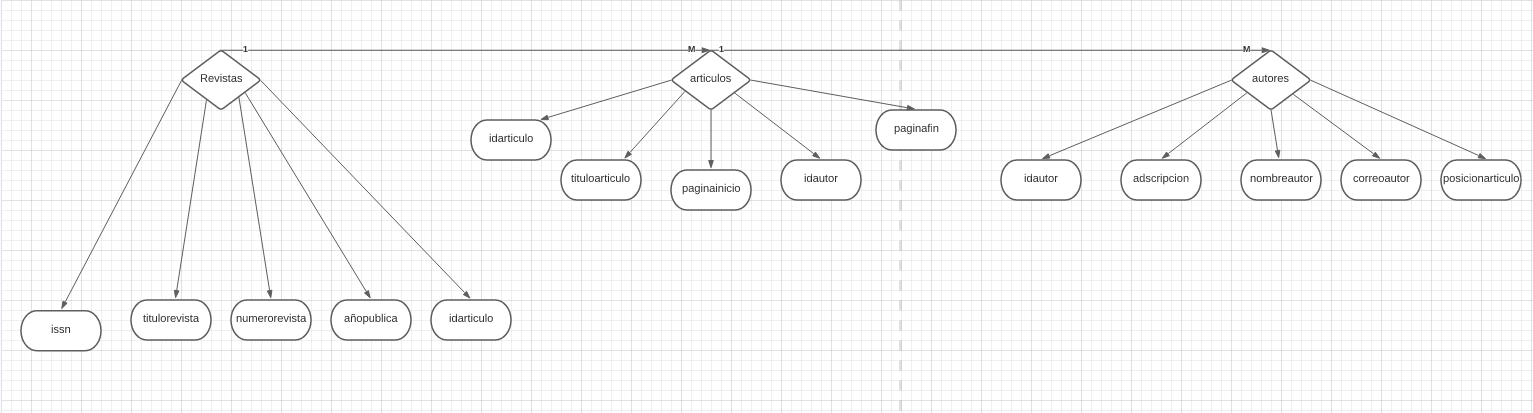 1
M
1
M
Revistas
articulos
autores
idarticulo
paginafin
tituloarticulo
paginainicio
idautor
idautor
adscripcion
nombreautor
correoautor
posicionarticulo
issn
titulorevista
numerorevista
añopublica
idarticulo